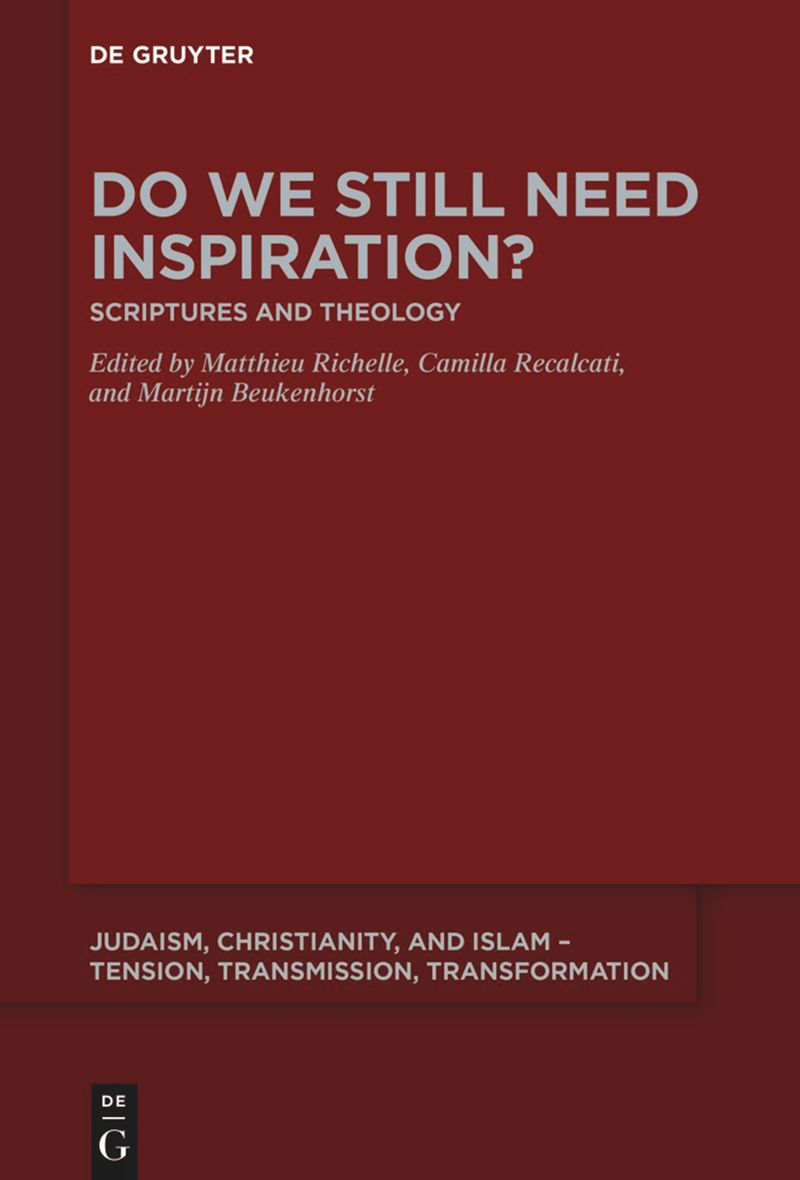 DE GRUYTER
DO WE STILL NEED
INSPIRATION?
SCRIPTURES AND THEOLOGY
Edited by Matthieu Richelle, Camilla Recalcati,
and Martijn Beukenhorst
JUDAISM, CHRISTIANITY, AND ISLAM –
TENSION, TRANSMISSION, TRANSFORMATION
DE
G